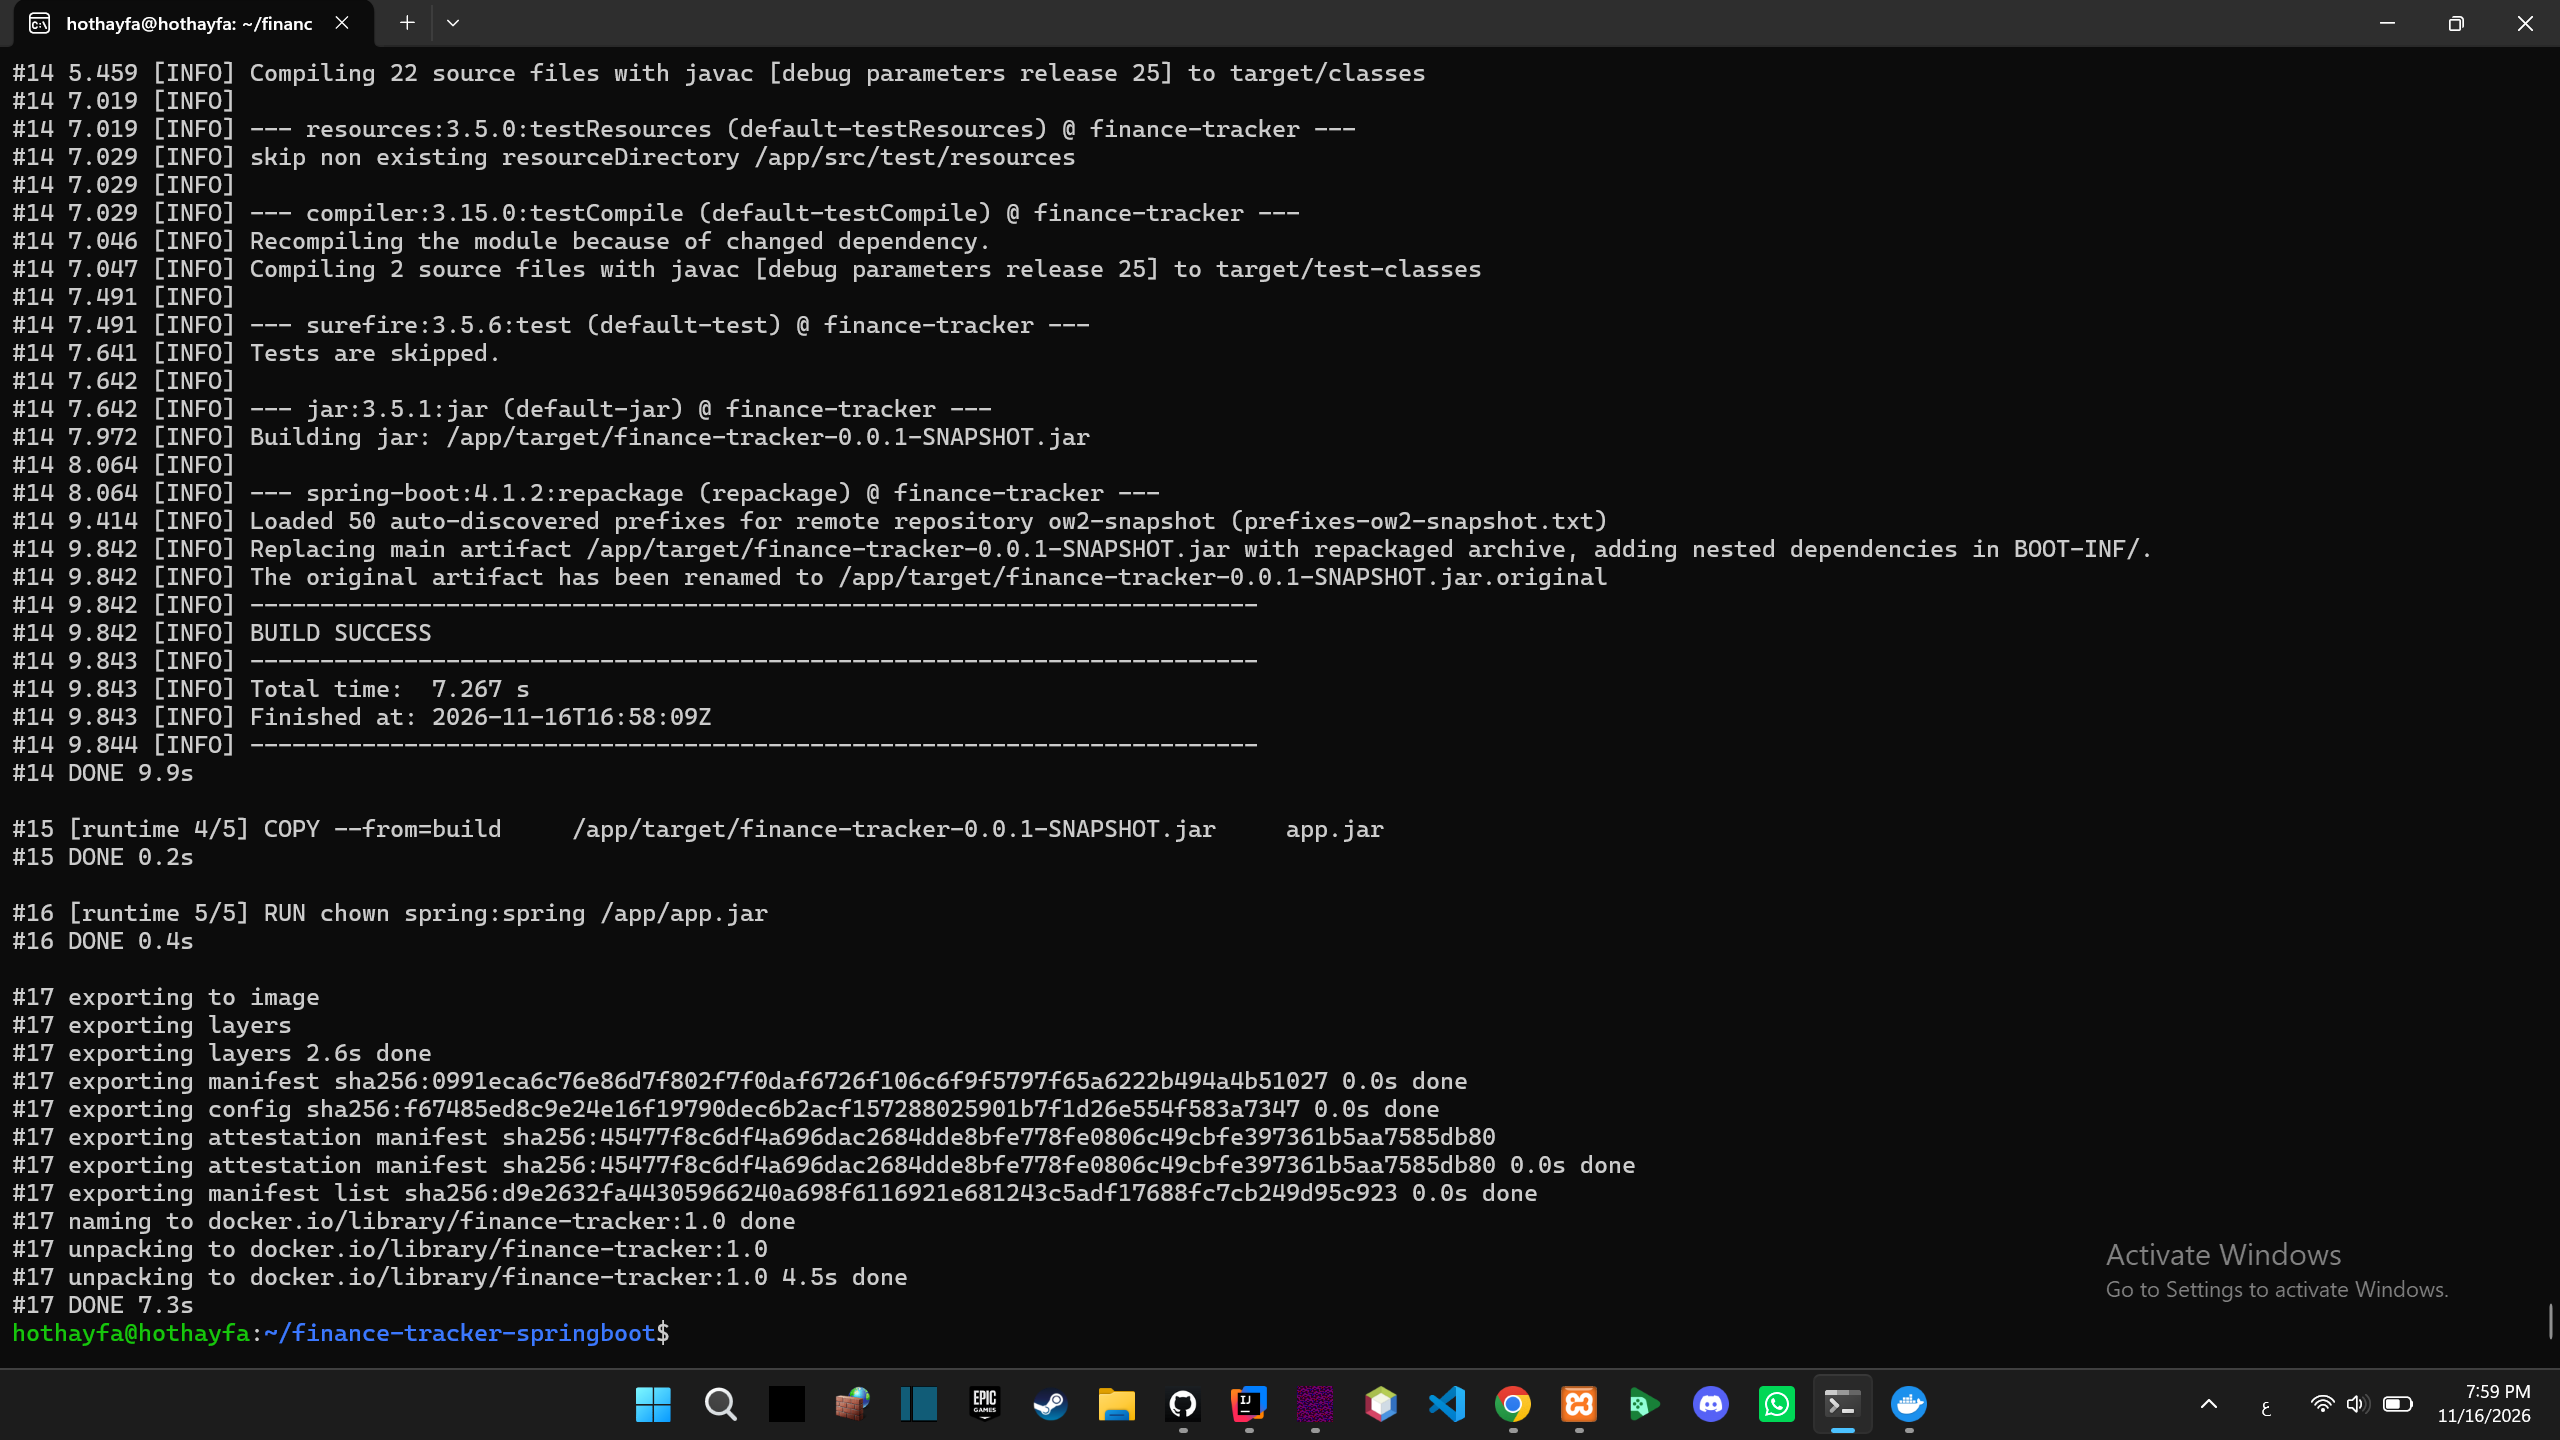 hothayfa@hothayfa: ~/financ
#14 5.459 [INFO] Compiling 22 source files with javac [debug parameters release 25] to target/classes
#14 7.019 [INFO]
#14 7.019 [INFO] --- resources:3.5.0:testResources (default-testResources) @ finance-tracker ---
#14 7.029 [INFO] skip non existing resourceDirectory /app/src/test/resources
#14 7.029 [INFO]
#14 7.029 [INFO] --- compiler:3.15.0:testCompile (default-testCompile) @ finance-tracker ---
#14 7.046 [INFO] Recompiling the module because of changed dependency.
#14 7.047 [INFO] Compiling 2 source files with javac [debug parameters release 25] to target/test-classes
#14 7.491 [INFO]
#14 7.491 [INFO] --- surefire:3.5.6:test (default-test) @ finance-tracker ---
#14 7.641 [INFO] Tests are skipped.
#14 7.642 [INFO]
#14 7.642 [INFO] --- jar:3.5.1:jar (default-jar) @ finance-tracker ---
#14 7.972 [INFO] Building jar: /app/target/finance-tracker-0.0.1-SNAPSHOT.jar
#14 8.064 [INFO]
#14 8.064 [INFO] --- spring-boot:4.1.2:repackage (repackage) @ finance-tracker ---
#14 9.414 [INFO] Loaded 50 auto-discovered prefixes for remote repository ow2-snapshot (prefixes-ow2-snapshot.txt)
#14 9.842 [INFO] Replacing main artifact /app/target/finance-tracker-0.0.1-SNAPSHOT.jar with repackaged archive, adding nested dependencies in BOOT-INF/.
#14 9.842 [INFO] The original artifact has been renamed to /app/target/finance-tracker-0.0.1-SNAPSHOT.jar.original
#14 9.842 [INFO] ------------------------------------------------------------------------
#14 9.842 [INFO] BUILD SUCCESS
#14 9.843 [INFO] ------------------------------------------------------------------------
#14 9.843 [INFO] Total time:  7.267 s
#14 9.843 [INFO] Finished at: 2026-11-16T16:58:09Z
#14 9.844 [INFO] ------------------------------------------------------------------------
#14 DONE 9.9s
#15 [runtime 4/5] COPY --from=build     /app/target/finance-tracker-0.0.1-SNAPSHOT.jar     app.jar
#15 DONE 0.2s
#16 [runtime 5/5] RUN chown spring:spring /app/app.jar
#16 DONE 0.4s
#17 exporting to image
#17 exporting layers
#17 exporting layers 2.6s done
#17 exporting manifest sha256:0991eca6c76e86d7f802f7f0daf6726f106c6f9f5797f65a6222b494a4b51027 0.0s done
#17 exporting config sha256:f67485ed8c9e24e16f19790dec6b2acf157288025901b7f1d26e554f583a7347 0.0s done
#17 exporting attestation manifest sha256:45477f8c6df4a696dac2684dde8bfe778fe0806c49cbfe397361b5aa7585db80
#17 exporting attestation manifest sha256:45477f8c6df4a696dac2684dde8bfe778fe0806c49cbfe397361b5aa7585db80 0.0s done
#17 exporting manifest list sha256:d9e2632fa44305966240a698f6116921e681243c5adf17688fc7cb249d95c923 0.0s done
#17 naming to docker.io/library/finance-tracker:1.0 done
#17 unpacking to docker.io/library/finance-tracker:1.0
#17 unpacking to docker.io/library/finance-tracker:1.0 4.5s done
#17 DONE 7.3s
hothayfa@hothayfa:~/finance-tracker-springboot$
Activate Windows
Go to Settings to activate Windows.
EPIC GAMES
IJ
ع
7:59 PM
11/16/2026